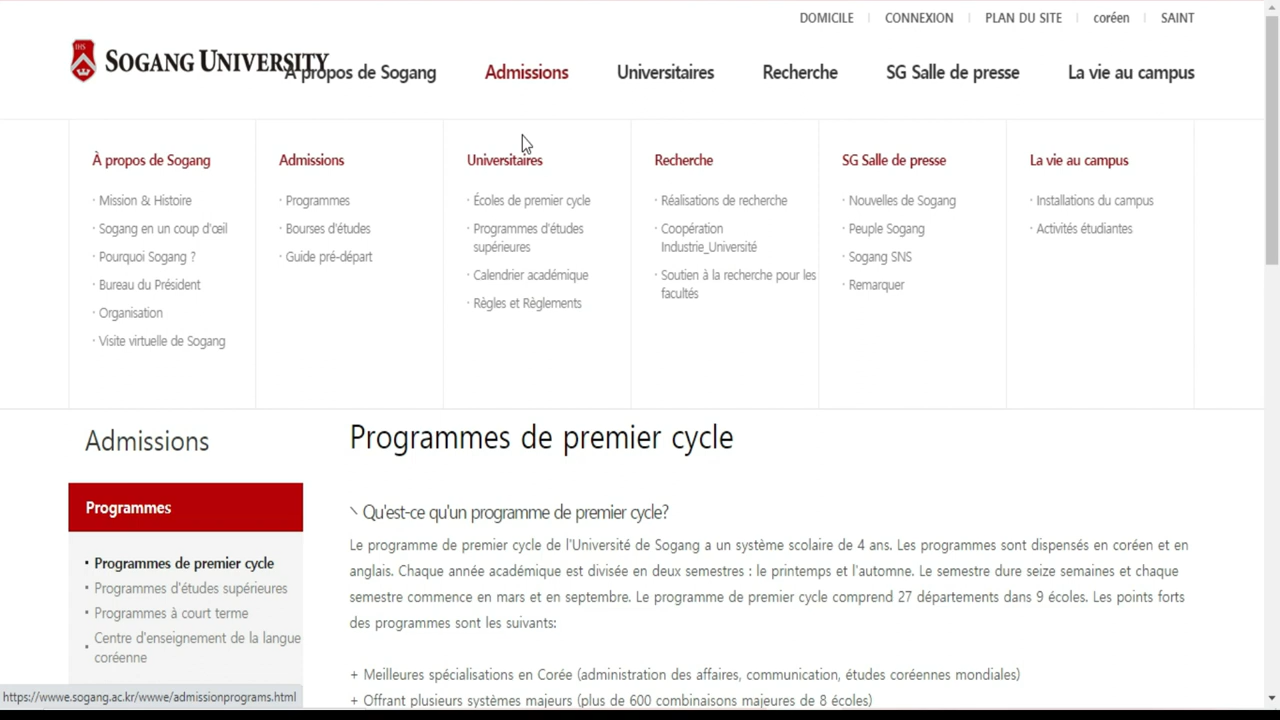 DOMICILE
CONNEXION
PLAN DU SITE
coréen
SAINT
IHS
SOGANG UNIVERSITY
À propos de Sogang
Admissions
Universitaires
Recherche
SG Salle de presse
La vie au campus
À propos de Sogang
· Mission & Histoire
· Sogang en un coup d'œil
· Pourquoi Sogang ?
· Bureau du Président
· Organisation
· Visite virtuelle de Sogang
Admissions
· Programmes
· Bourses d'études
· Guide pré-départ
Universitaires
· Écoles de premier cycle
· Programmes d'études
supérieures
· Calendrier académique
· Règles et Règlements
Recherche
· Réalisations de recherche
· Coopération
Industrie_Université
· Soutien à la recherche pour les
facultés
SG Salle de presse
· Nouvelles de Sogang
· Peuple Sogang
· Sogang SNS
· Remarquer
La vie au campus
· Installations du campus
· Activités étudiantes
Admissions
Programmes
Programmes de premier cycle
Programmes d'études supérieures
Programmes à court terme
Centre d'enseignement de la langue
coréenne
Programmes de premier cycle
Qu'est-ce qu'un programme de premier cycle?
Le programme de premier cycle de l'Université de Sogang a un système scolaire de 4 ans. Les programmes sont dispensés en coréen et en
anglais. Chaque année académique est divisée en deux semestres : le printemps et l'automne. Le semestre dure seize semaines et chaque
semestre commence en mars et en septembre. Le programme de premier cycle comprend 27 départements dans 9 écoles. Les points forts
des programmes sont les suivants:
+ Meilleures spécialisations en Corée (administration des affaires, communication, études coréennes mondiales)
+ Offrant plusieurs systèmes majeurs (plus de 600 combinaisons majeures de 8 écoles)
https://wwwe.sogang.ac.kr/wwwe/admissionprograms.html